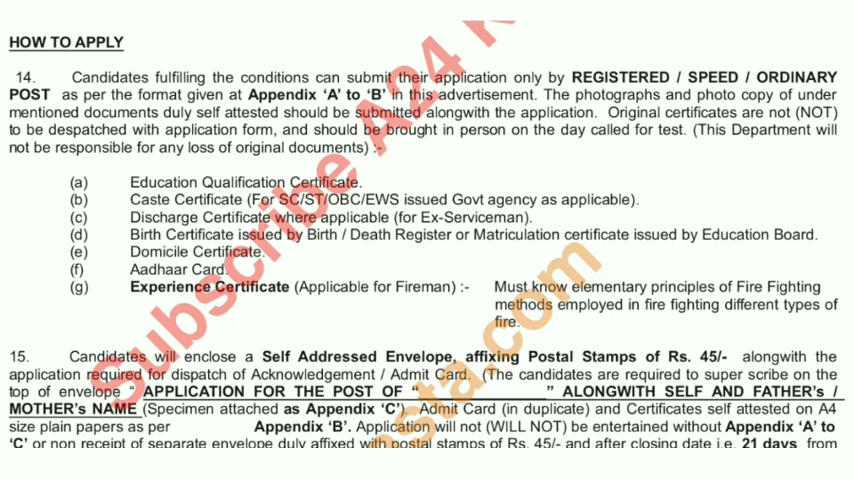 HOW TO APPLY
14. Candidates fulfilling the conditions can submit their application only by REGISTERED / SPEED / ORDINARY
POST as per the format given at Appendix ‘A’ to ‘B’ in this advertisement. The photographs and photo copy of under
mentioned documents duly self attested should be submitted alongwith the application. Original certificates are not (NOT)
to be despatched with application form, and should be brought in person on the day called for test. (This Department will
not be responsible for any loss of original documents) :-
(a) Education Qualification Certificate.
(b) Caste Certificate (For SC/ST/OBC/EWS issued Govt agency as applicable).
(c) Discharge Certificate where applicable (for Ex-Serviceman).
(d) Birth Certificate issued by Birth / Death Register or Matriculation certificate issued by Education Board.
(e) Domicile Certificate.
(f) Aadhaar Card.
(g) Experience Certificate (Applicable for Fireman) :- Must know elementary principles of Fire Fighting
methods employed in fire fighting different types of
fire.
15. Candidates will enclose a Self Addressed Envelope, affixing Postal Stamps of Rs. 45/- alongwith the
application required for dispatch of Acknowledgement / Admit Card. (The candidates are required to super scribe on the
top of envelope “ APPLICATION FOR THE POST OF “ ” ALONGWITH SELF AND FATHER’s /
MOTHER’s NAME (Specimen attached as Appendix ‘C’). Admit Card (in duplicate) and Certificates self attested on A4
size plain papers as per Appendix ‘B’. Application will not (WILL NOT) be entertained without Appendix ‘A’ to
‘C’ or non receipt of separate envelope duly affixed with postal stamps of Rs. 45/- and after closing date i.e. 21 days from
Subscribe A24
sta.com